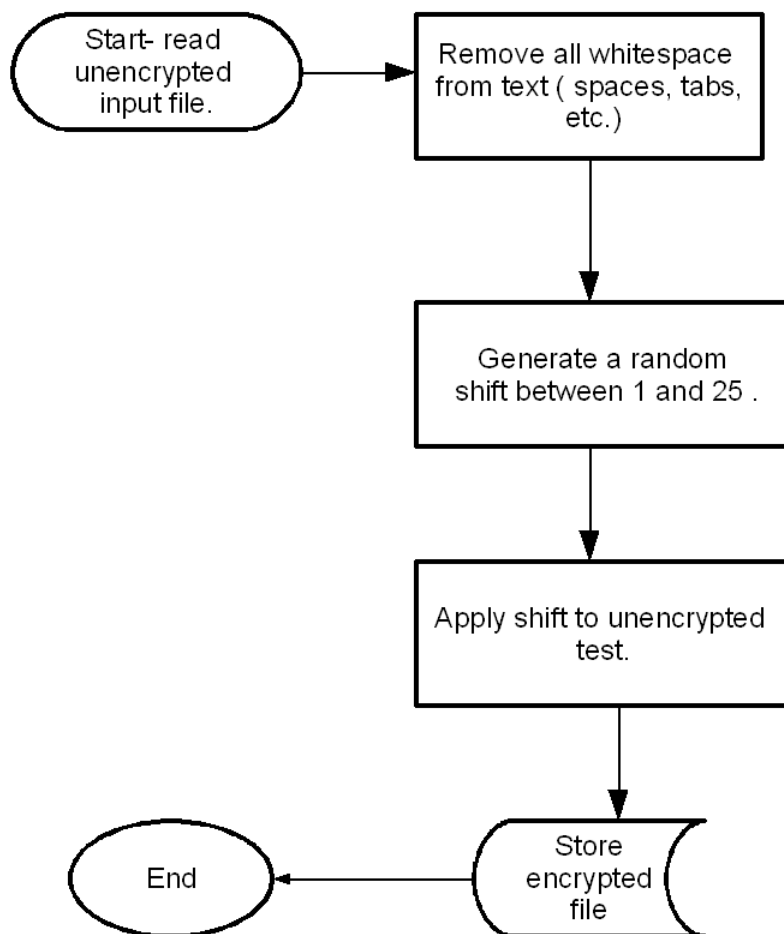 Start- read
unencrypted
input file.
Remove all whitespace
from text ( spaces, tabs,
etc.)
Generate a random
shift between 1 and 25 .
Apply shift to unencrypted
test.
Store
encrypted
file
End